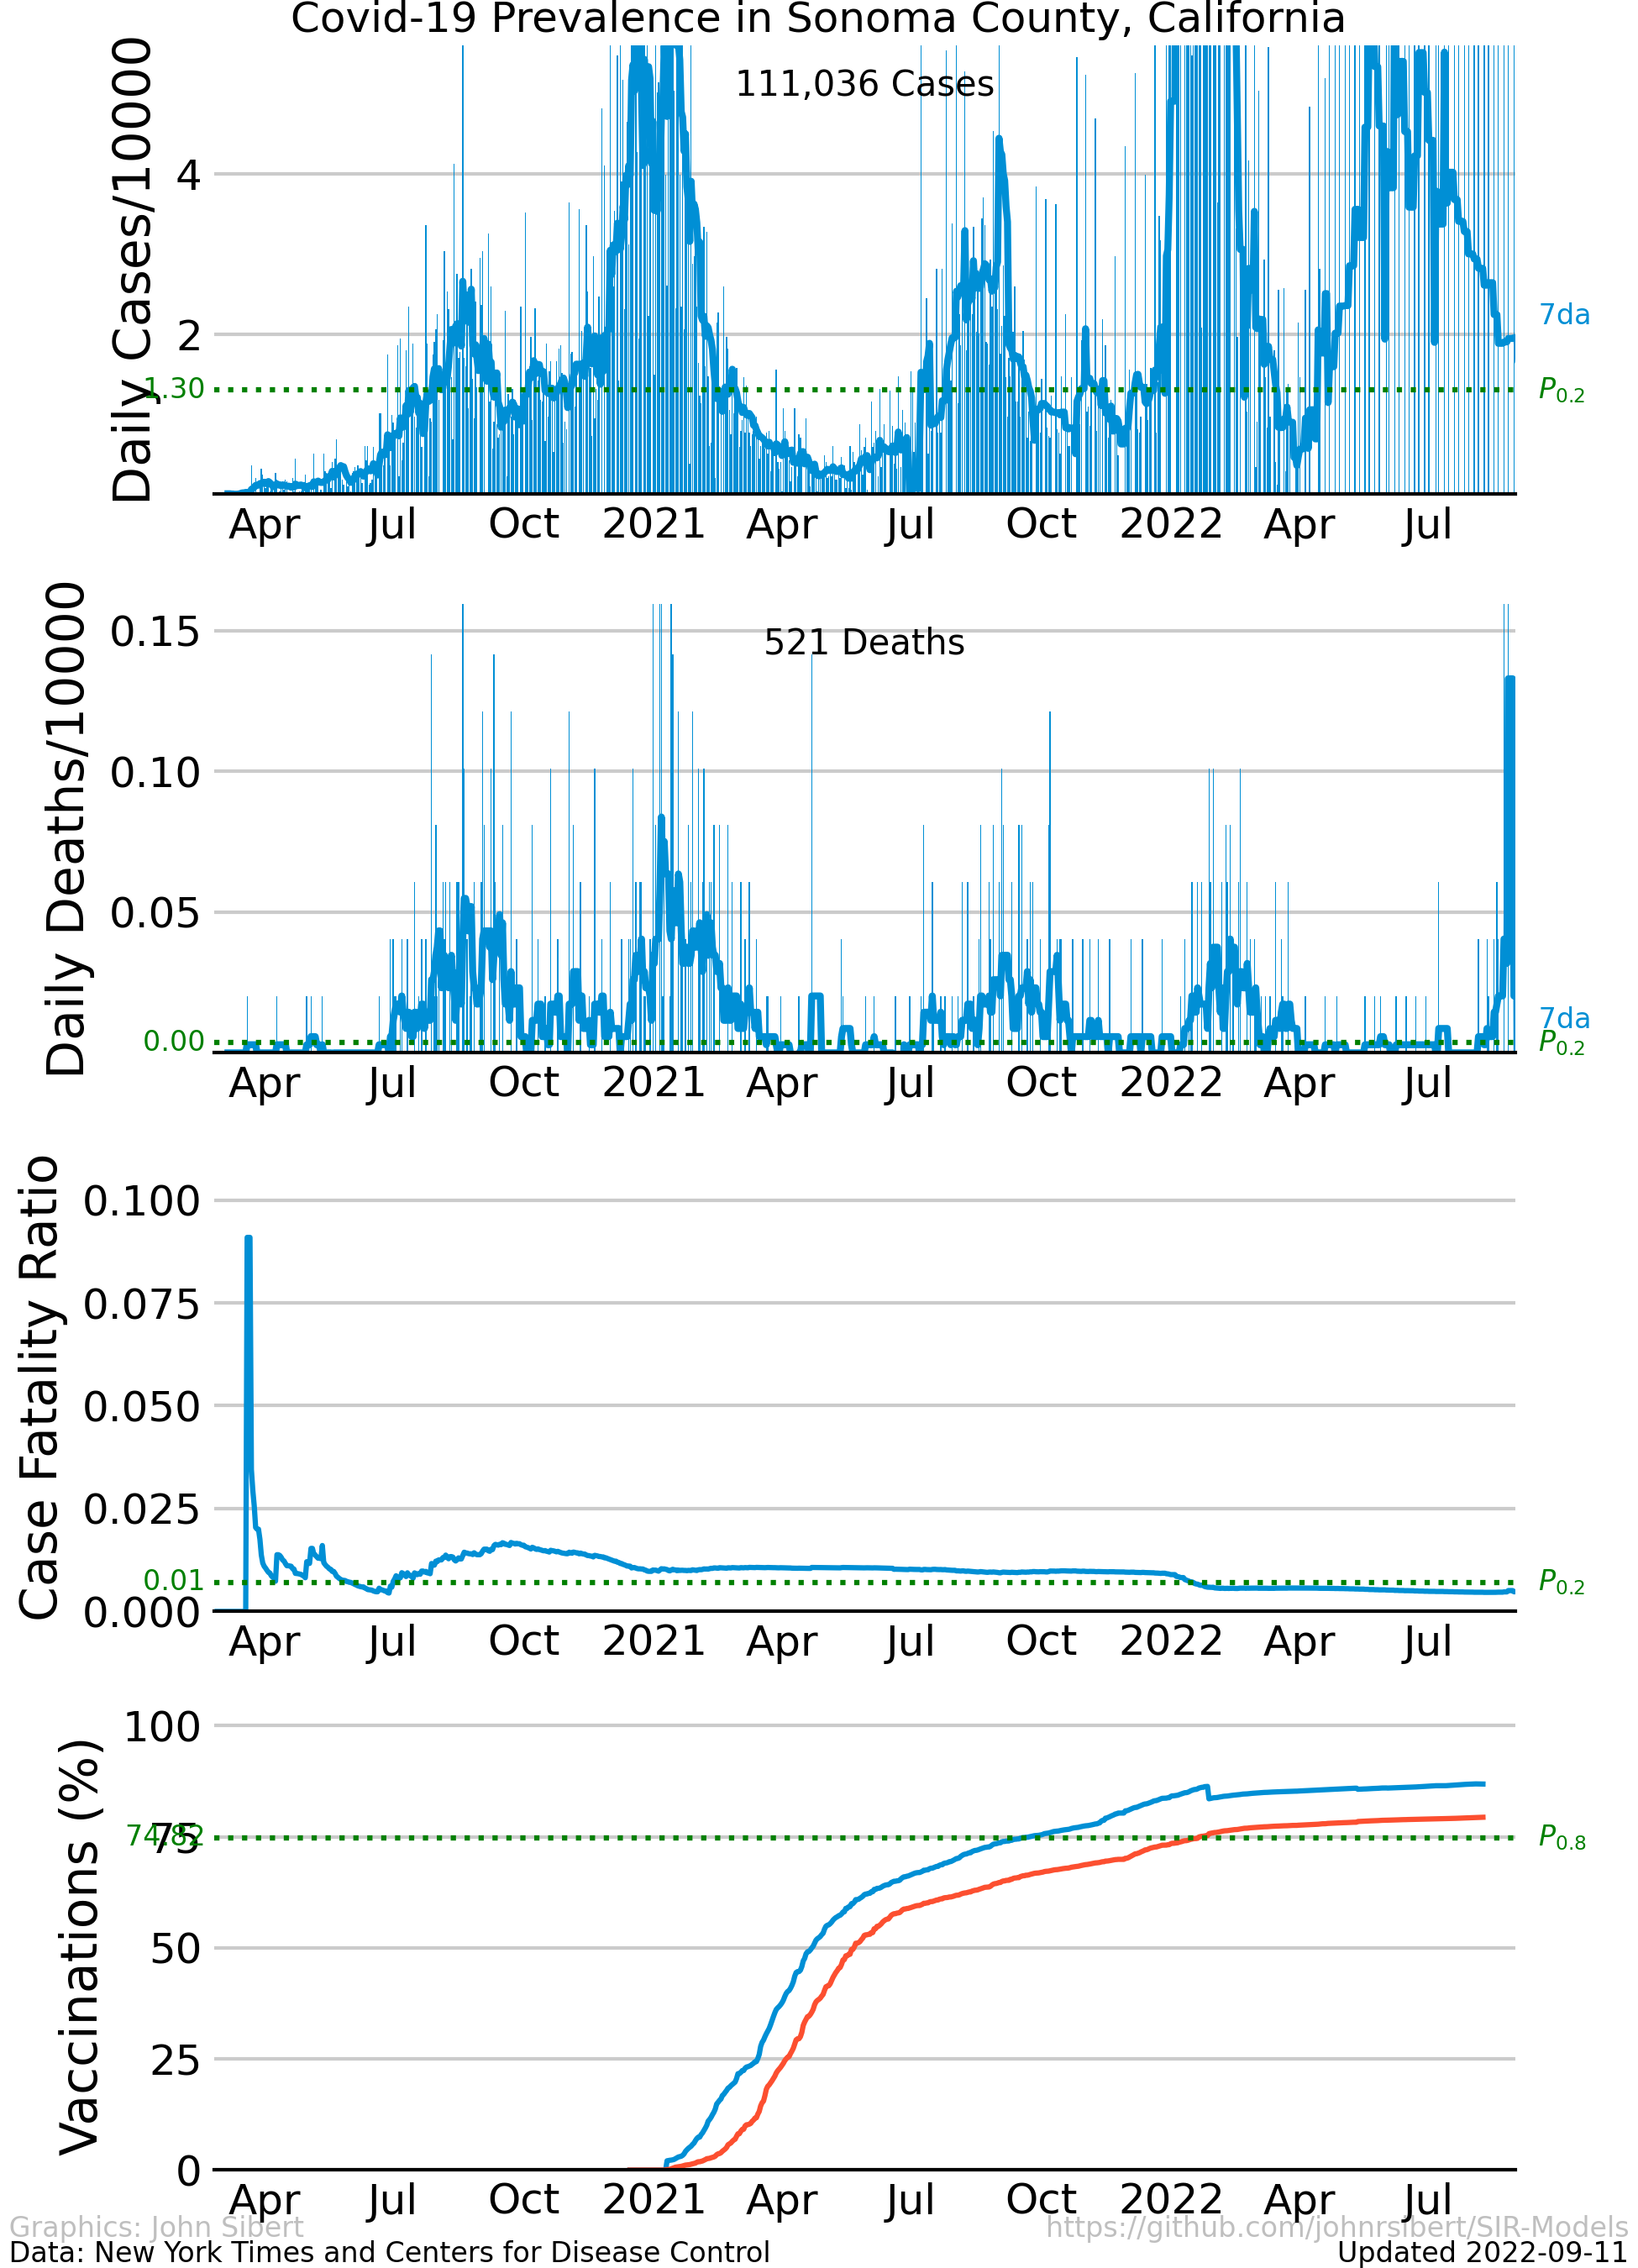 Covid-19 Prevalence in Sonoma County, California
Daily Cases/10000
111,036 Cases
4
2
1.30
7da
P0.2
Apr Jul Oct 2021 Apr Jul Oct 2022 Apr Jul
Daily Deaths/10000
521 Deaths
0.15
0.10
0.05
0.00
7da
P0.2
Apr Jul Oct 2021 Apr Jul Oct 2022 Apr Jul
Case Fatality Ratio
0.100
0.075
0.050
0.025
0.01
0.000
P0.2
Apr Jul Oct 2021 Apr Jul Oct 2022 Apr Jul
Vaccinations (%)
100
75
74.82
P0.8
50
25
0
Apr Jul Oct 2021 Apr Jul Oct 2022 Apr Jul
Graphics: John Sibert
https://github.com/johnrsibert/SIR-Models
Data: New York Times and Centers for Disease Control
Updated 2022-09-11